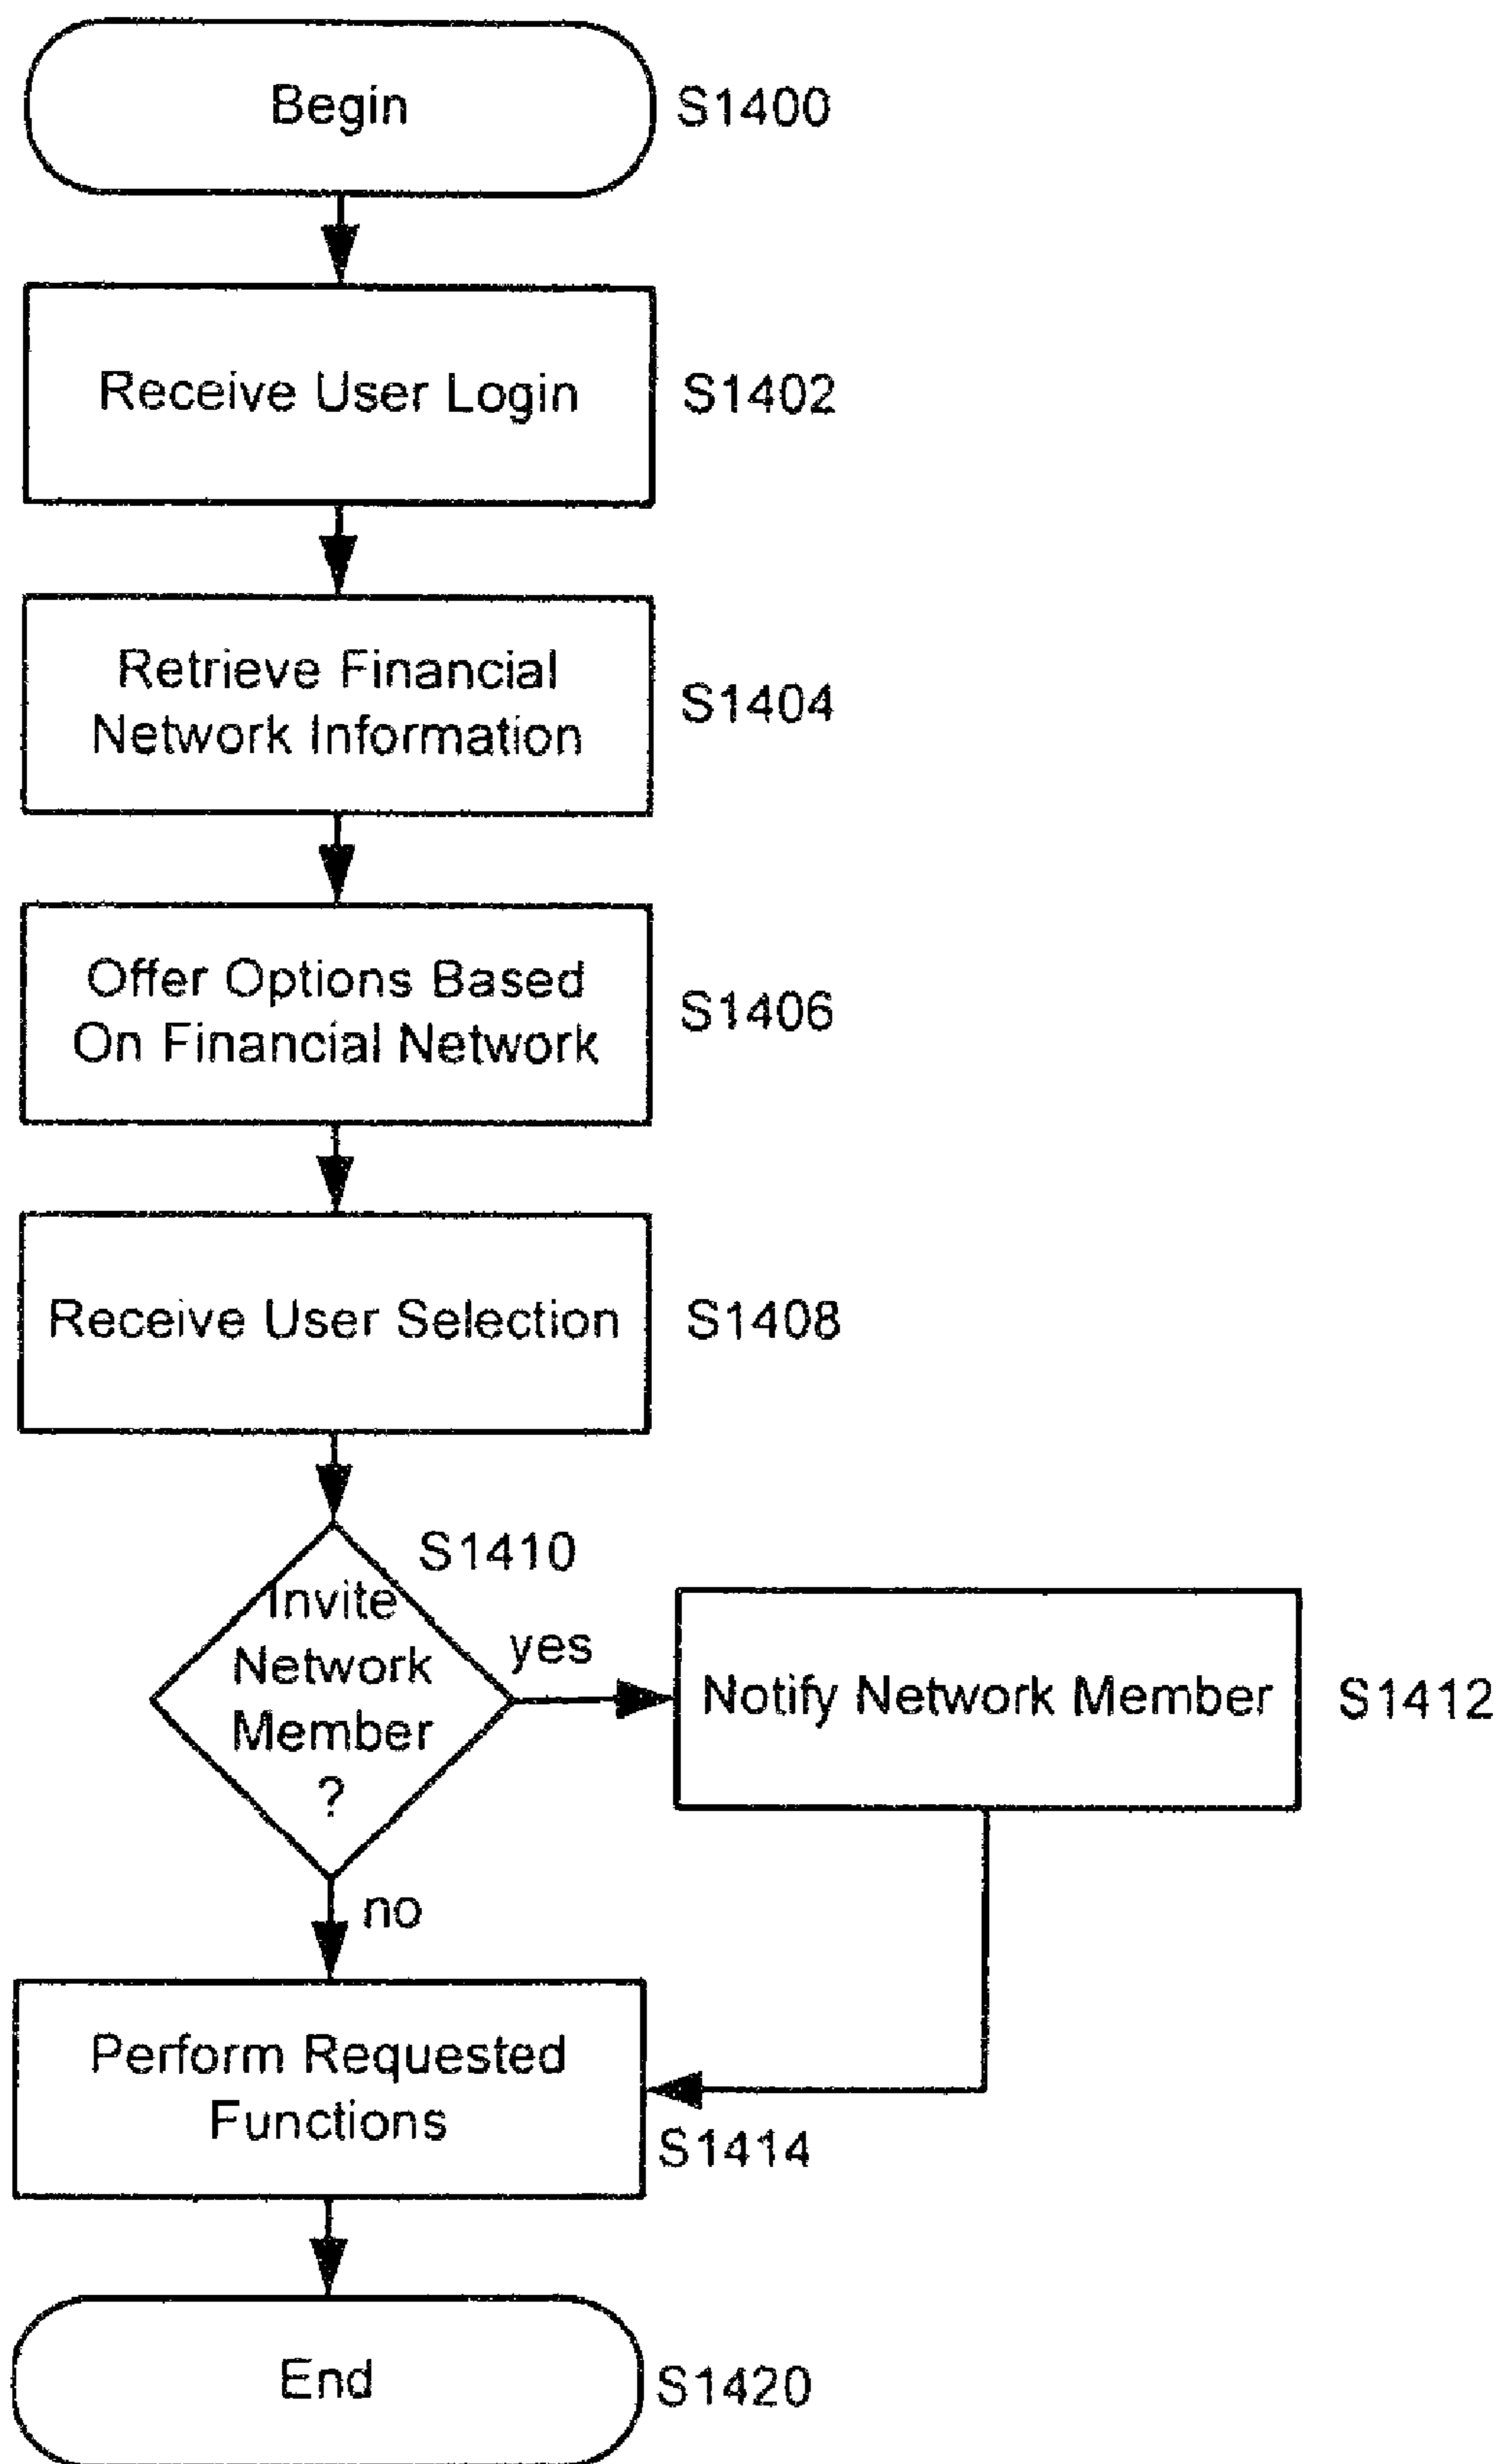 Begin
S1400
Receive User Login
S1402
Retrieve Financial
Network Information
S1404
Offer Options Based
On Financial Network
S1406
Receive User Selection
S1408
S1410
Invite
Network
Member
?
yes
Notify Network Member
S1412
no
Perform Requested
Functions
S1414
End
S1420